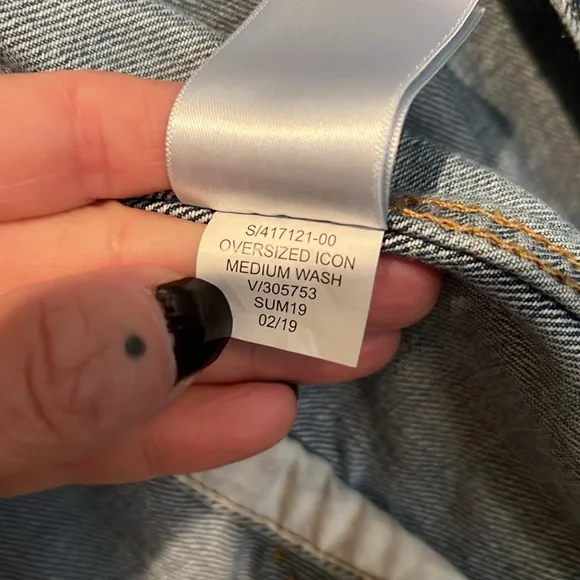 S/417121-00
OVERSIZED ICON
MEDIUM WASH
V/305753
SUM19
02/19